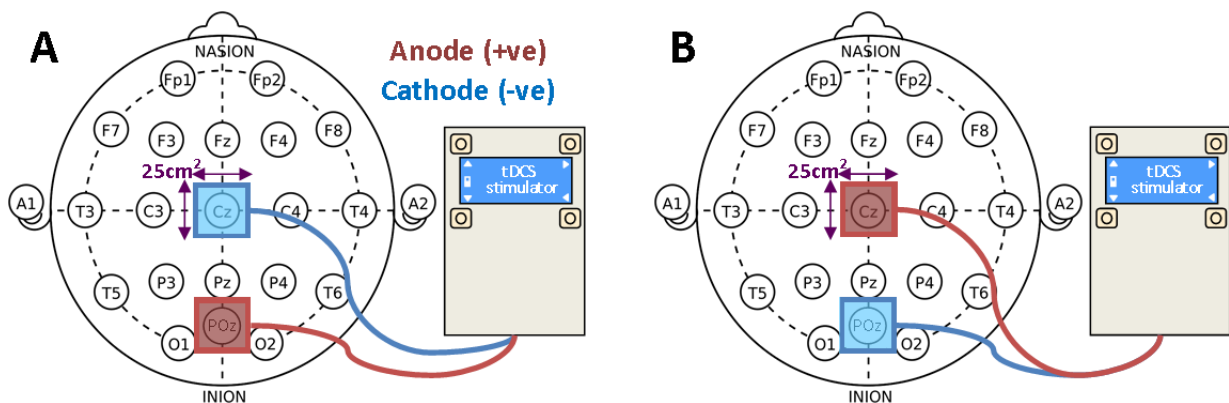 A
NASION
Fp1 Fp2
F7 F3 Fz F4 F8
25cm²
A1 T3 C3 Cz C4 T4 A2
T5 P3 Pz P4 T6
POz
O1 O2
INION
Anode (+ve)
Cathode (-ve)
tDCS
stimulator
B
NASION
Fp1 Fp2
F7 F3 Fz F4 F8
25cm²
A1 T3 C3 Cz C4 T4 A2
T5 P3 Pz P4 T6
POz
O1 O2
INION
tDCS
stimulator